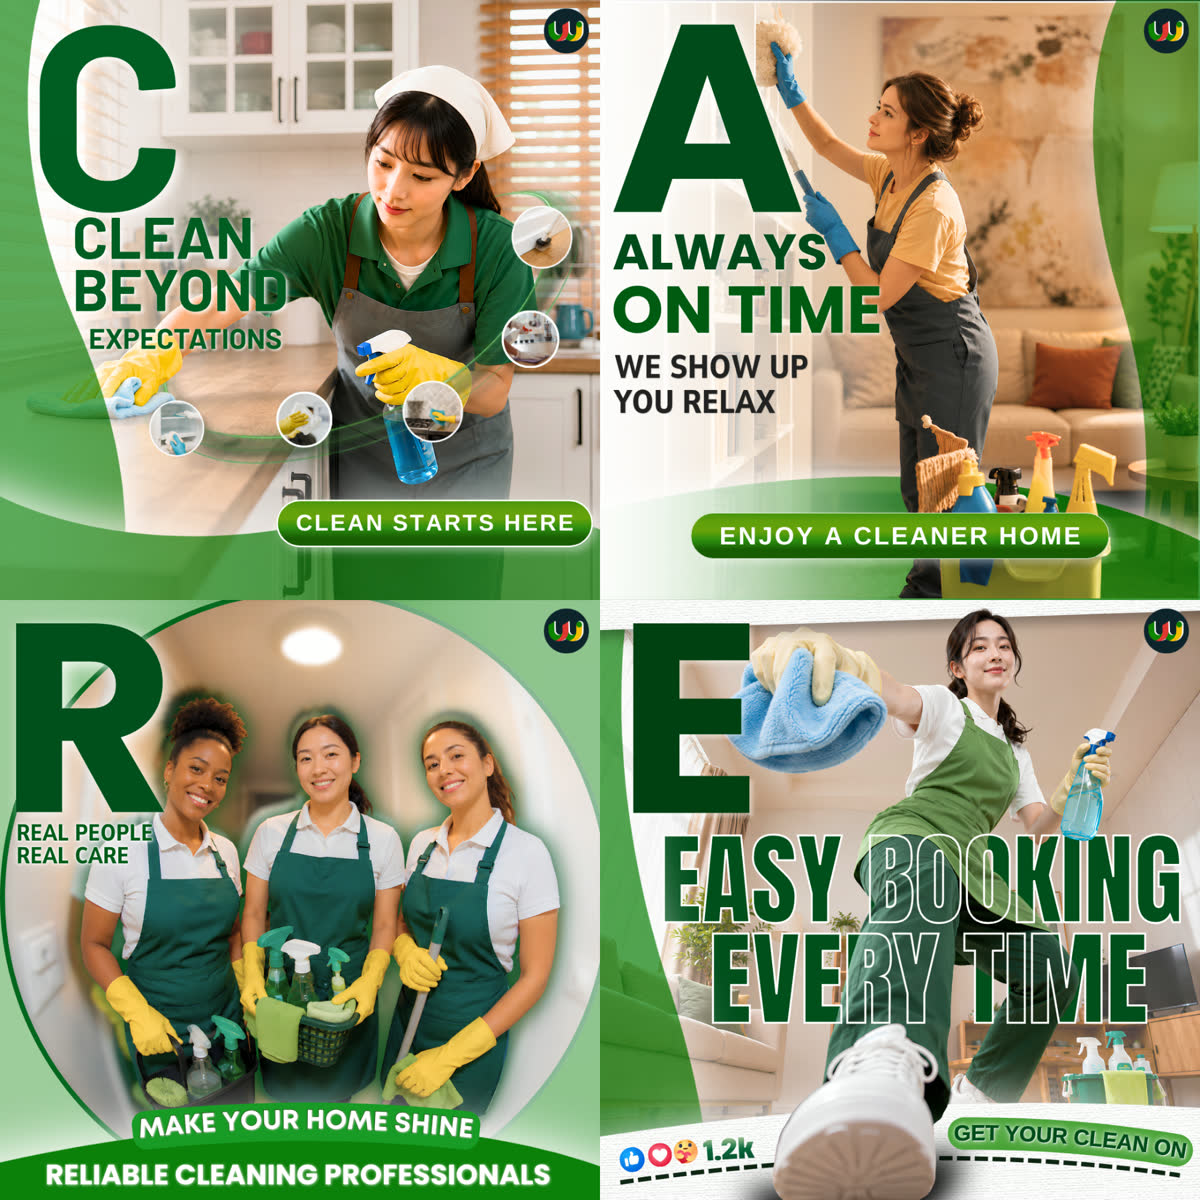 C
CLEAN
BEYOND
EXPECTATIONS
CLEAN STARTS HERE
A
ALWAYS
ON TIME
WE SHOW UP
YOU RELAX
ENJOY A CLEANER HOME
R
REAL PEOPLE
REAL CARE
MAKE YOUR HOME SHINE
RELIABLE CLEANING PROFESSIONALS
E
EASY BOOKING
EVERY TIME
1.2k
GET YOUR CLEAN ON